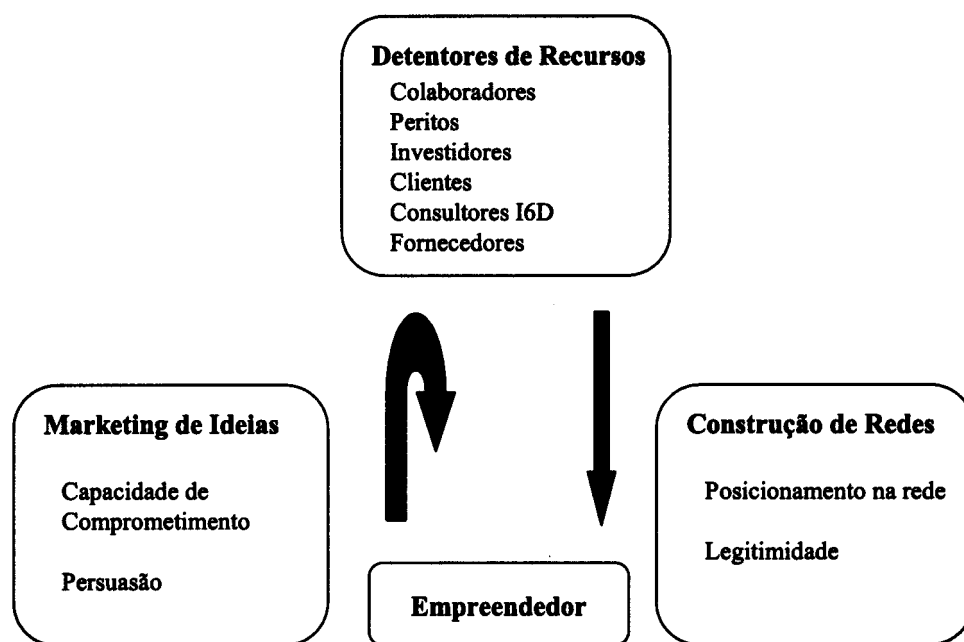 Detentores de Recursos
Colaboradores
Peritos
Investidores
Clientes
Consultores I6D
Fornecedores
Marketing de Ideias
Capacidade de
Comprometimento
Persuasão
Construção de Redes
Posicionamento na rede
Legitimidade
Empreendedor